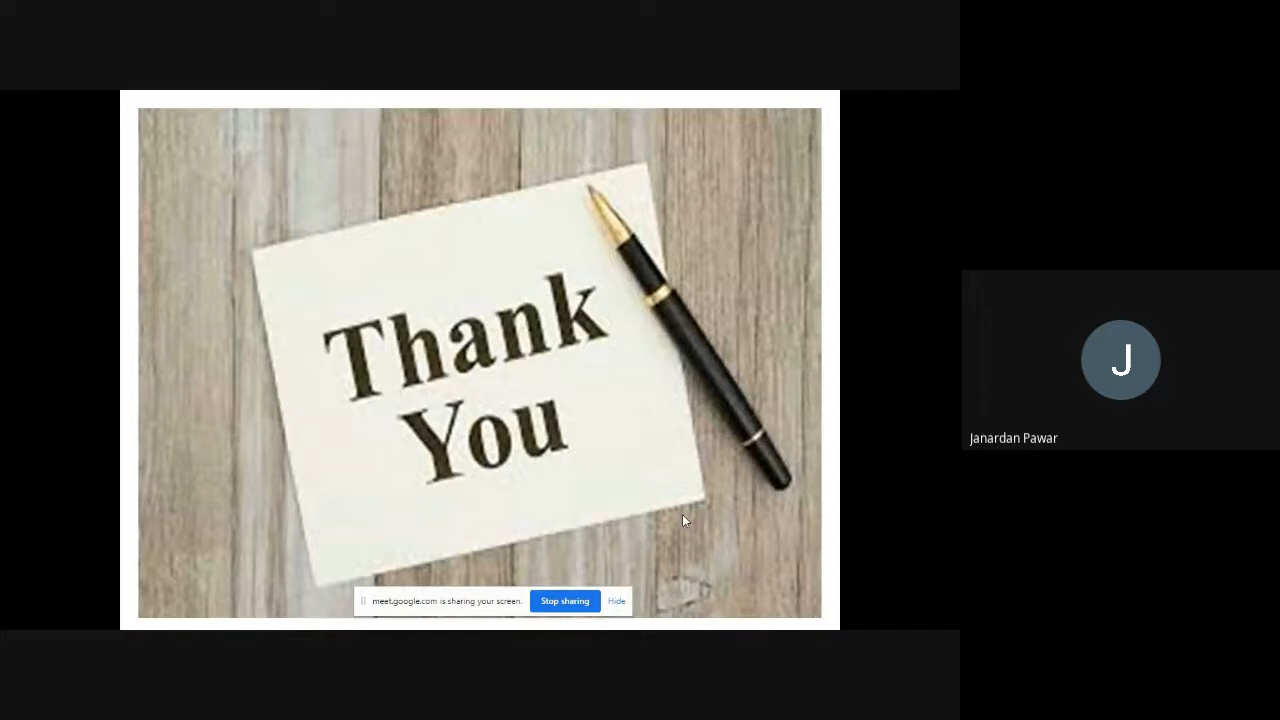 Thank
You
meet.google.com is sharing your screen.
Stop sharing
Hide
J
Janardan Pawar